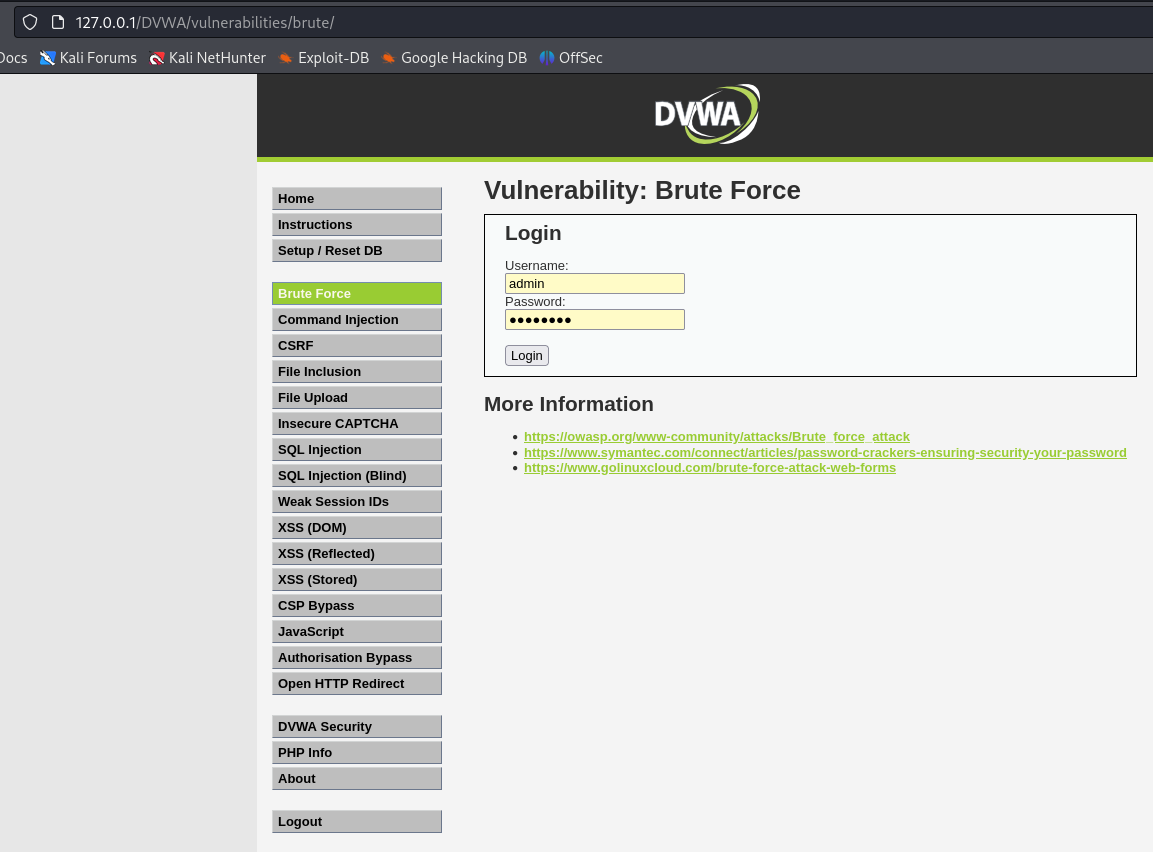 127.0.0.1/DVWA/vulnerabilities/brute/
Docs Kali Forums Kali NetHunter Exploit-DB Google Hacking DB OffSec
DVWA
Home
Instructions
Setup / Reset DB
Brute Force
Command Injection
CSRF
File Inclusion
File Upload
Insecure CAPTCHA
SQL Injection
SQL Injection (Blind)
Weak Session IDs
XSS (DOM)
XSS (Reflected)
XSS (Stored)
CSP Bypass
JavaScript
Authorisation Bypass
Open HTTP Redirect
DVWA Security
PHP Info
About
Logout
Vulnerability: Brute Force
Login
Username:
admin
Password:
●●●●●●●●
Login
More Information
https://owasp.org/www-community/attacks/Brute_force_attack
https://www.symantec.com/connect/articles/password-crackers-ensuring-security-your-password
https://www.golinuxcloud.com/brute-force-attack-web-forms